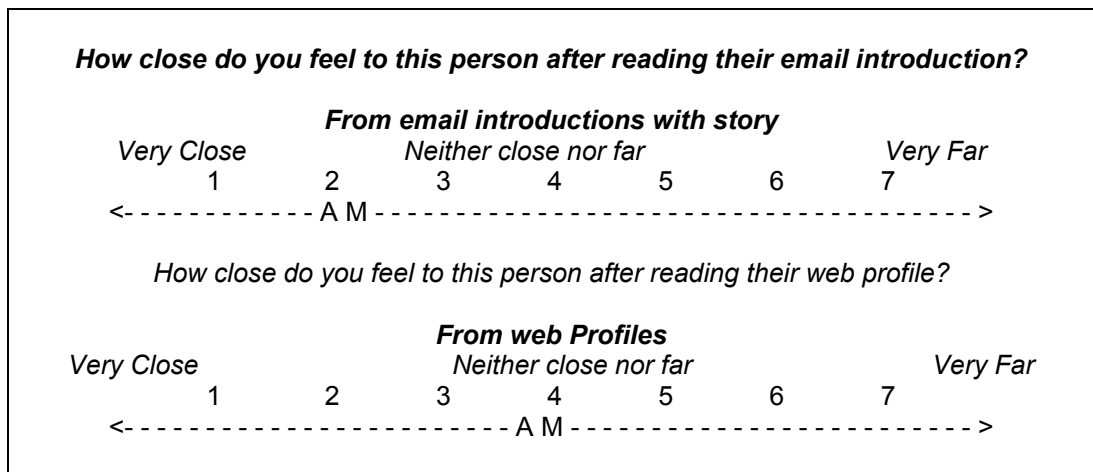 How close do you feel to this person after reading their email introduction?
From email introductions with story
Very Close Neither close nor far Very Far
1 2 3 4 5 6 7
<- - - - - - - - - - - - A M - - - - - - - - - - - - - - - - - - - - - - - - - - - - - - - - - - - - - >
How close do you feel to this person after reading their web profile?
From web Profiles
Very Close Neither close nor far Very Far
1 2 3 4 5 6 7
<- - - - - - - - - - - - - - - - - - - - - - - - A M - - - - - - - - - - - - - - - - - - - - - - - - - >